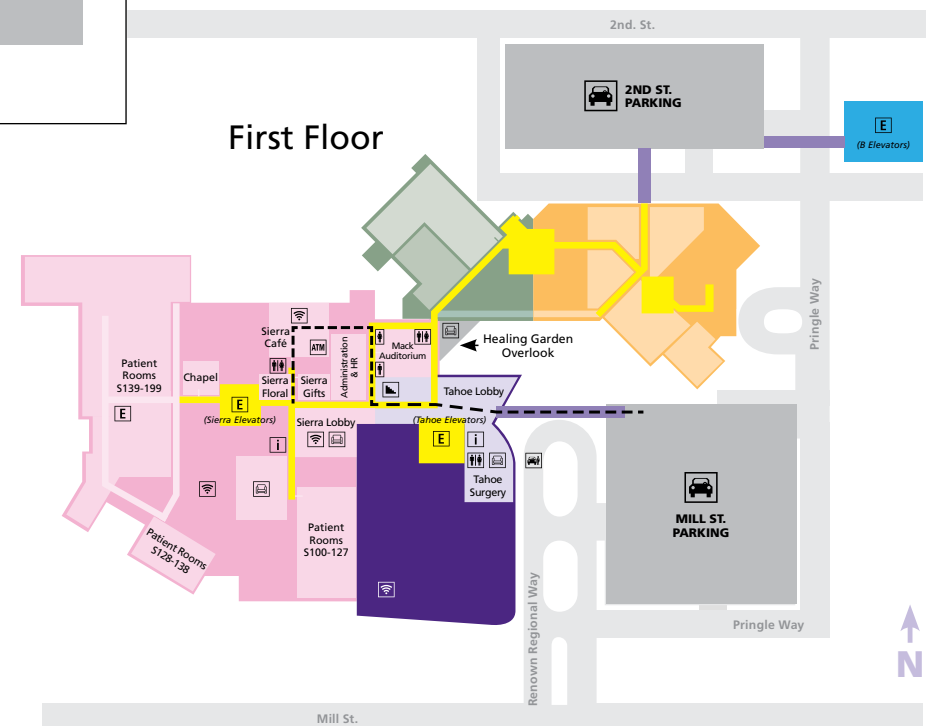 2nd. St.
2ND ST.
PARKING
E
(B Elevators)
First Floor
Pringle Way
Healing Garden
Overlook
Sierra
Café
ATM
Administration
& HR
Mack
Auditorium
Patient
Rooms
S139-199
Chapel
Sierra
Floral
Sierra
Gifts
Tahoe Lobby
E
E
(Sierra Elevators)
Sierra Lobby
(Tahoe Elevators)
E
i
i
Tahoe
Surgery
MILL ST.
PARKING
Patient
Rooms
S100-127
Patient Rooms
S128-138
Renown Regional Way
Pringle Way
N
Mill St.